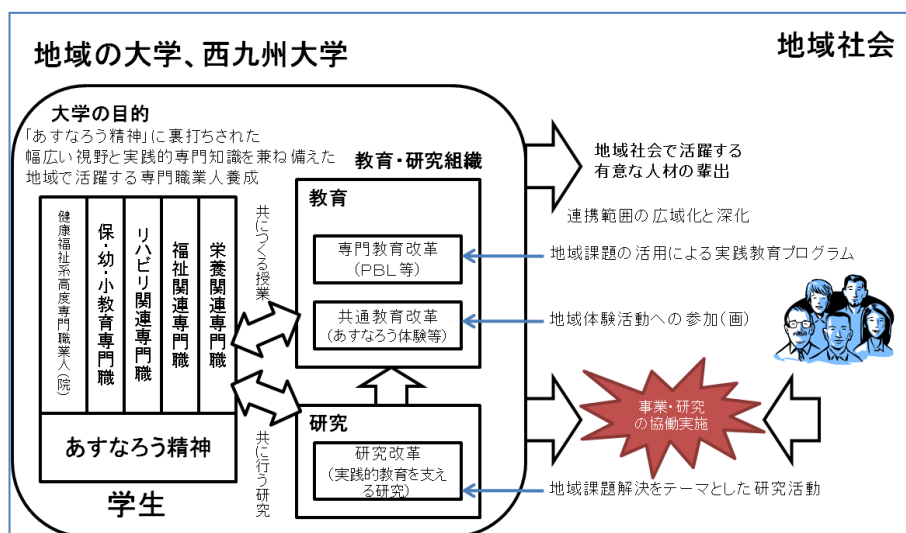 地域の大学、西九州大学
地域社会
大学の目的
「あすなろう精神」に裏打ちされた
幅広い視野と実践的専門知識を兼ね備えた
地域で活躍する専門職業人養成
健康福祉系高度専門職業人(院)
保・幼・小教育専門職
リハビリ関連専門職
福祉関連専門職
栄養関連専門職
あすなろう精神
学生
共につくる授業
共に行う研究
教育・研究組織
教育
専門教育改革
(PBL等)
共通教育改革
(あすなろう体験等)
研究
研究改革
(実践的教育を支え
る研究)
地域社会で活躍する
有意な人材の輩出
連携範囲の広域化と深化
地域課題の活用による実践教育プログラム
地域体験活動への参加(画)
事業・研究
の協働実施
地域課題解決をテーマとした研究活動